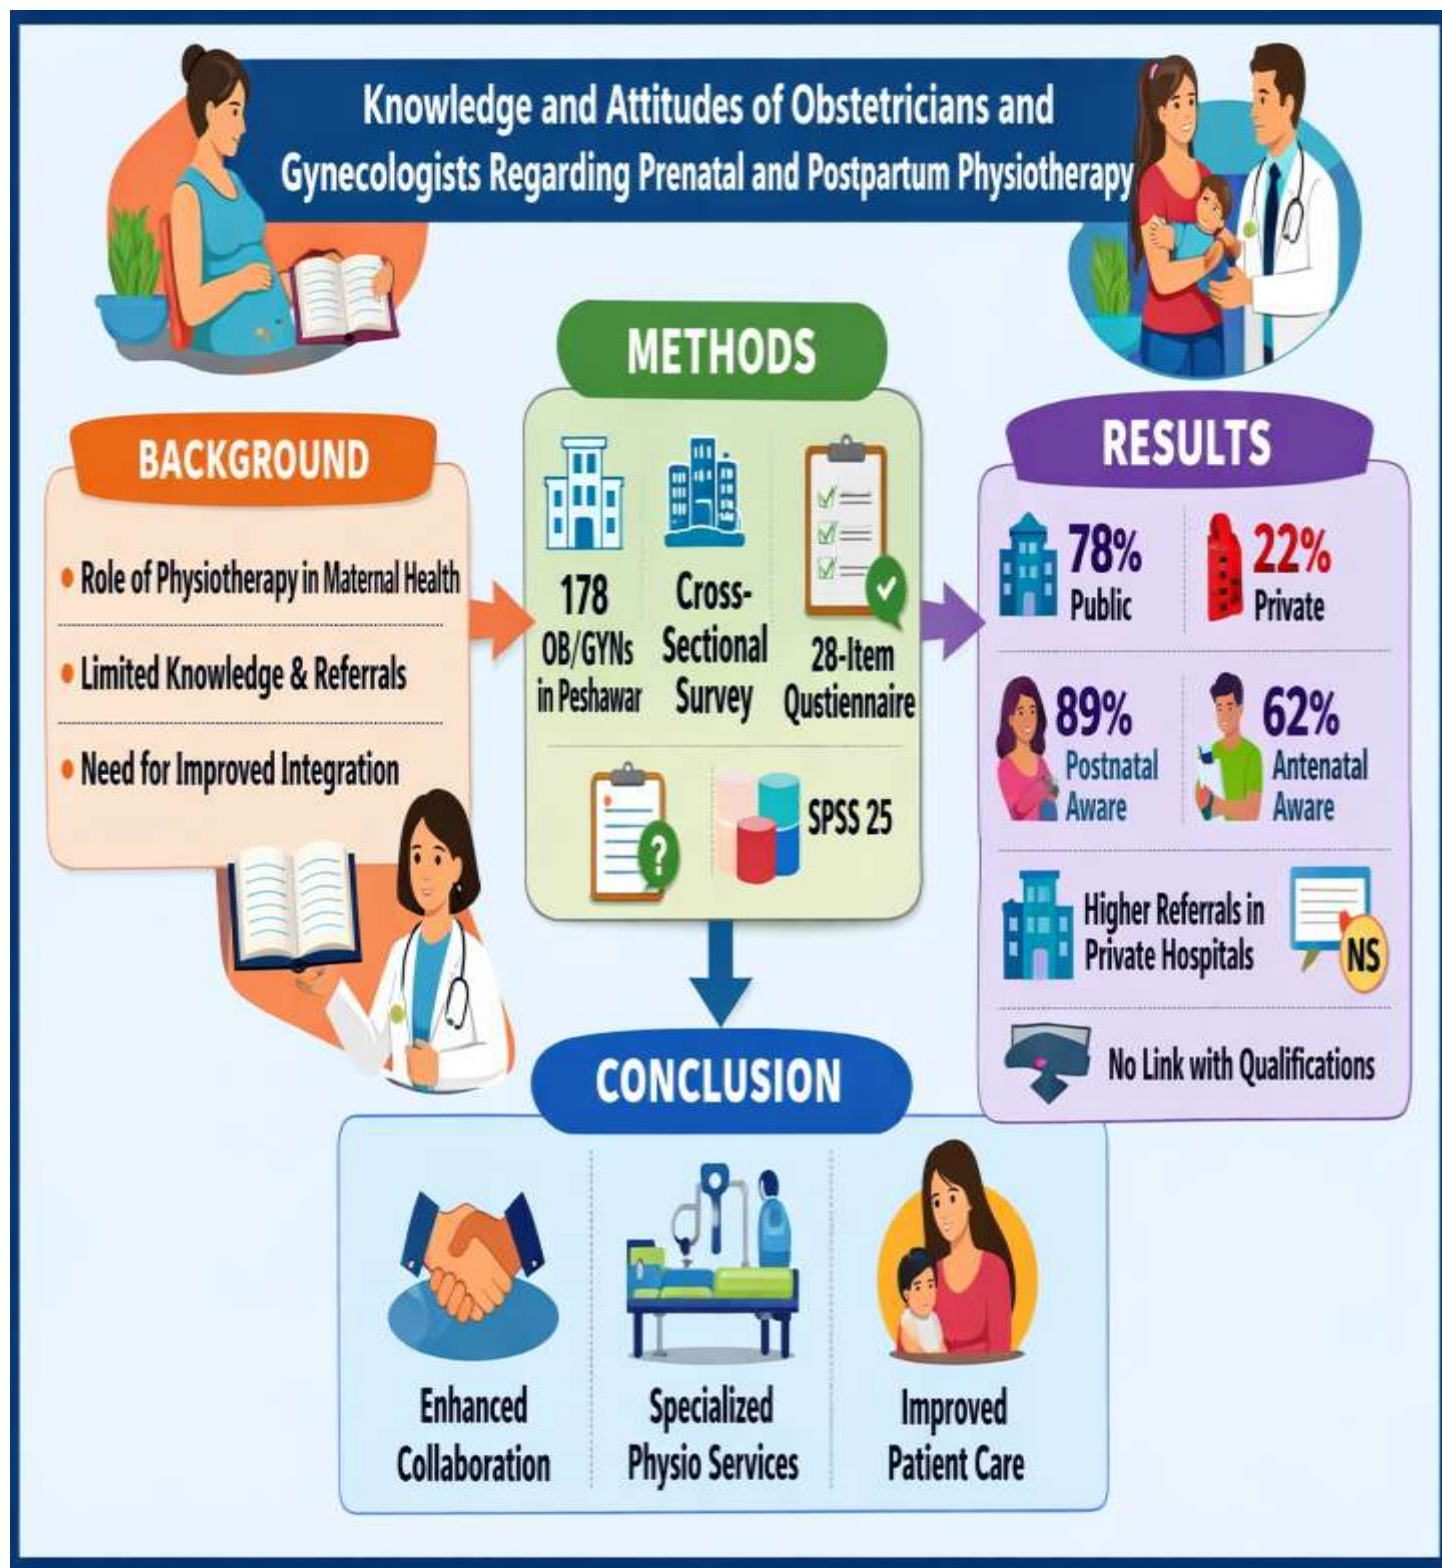 Knowledge and Attitudes of Obstetricians and
Gynecologists Regarding Prenatal and Postpartum Physiotherapy
BACKGROUND
• Role of Physiotherapy in Maternal Health
• Limited Knowledge & Referrals
• Need for Improved Integration
METHODS
178
OB/GYNs
in Peshawar
Cross-
Sectional
Survey
28-Item
Qustiennaire
?
SPSS 25
RESULTS
78%
Public
22%
Private
89%
Postnatal
Aware
62%
Antenatal
Aware
Higher Referrals in
Private Hospitals
NS
No Link with Qualifications
CONCLUSION
Enhanced
Collaboration
Specialized
Physio Services
Improved
Patient Care